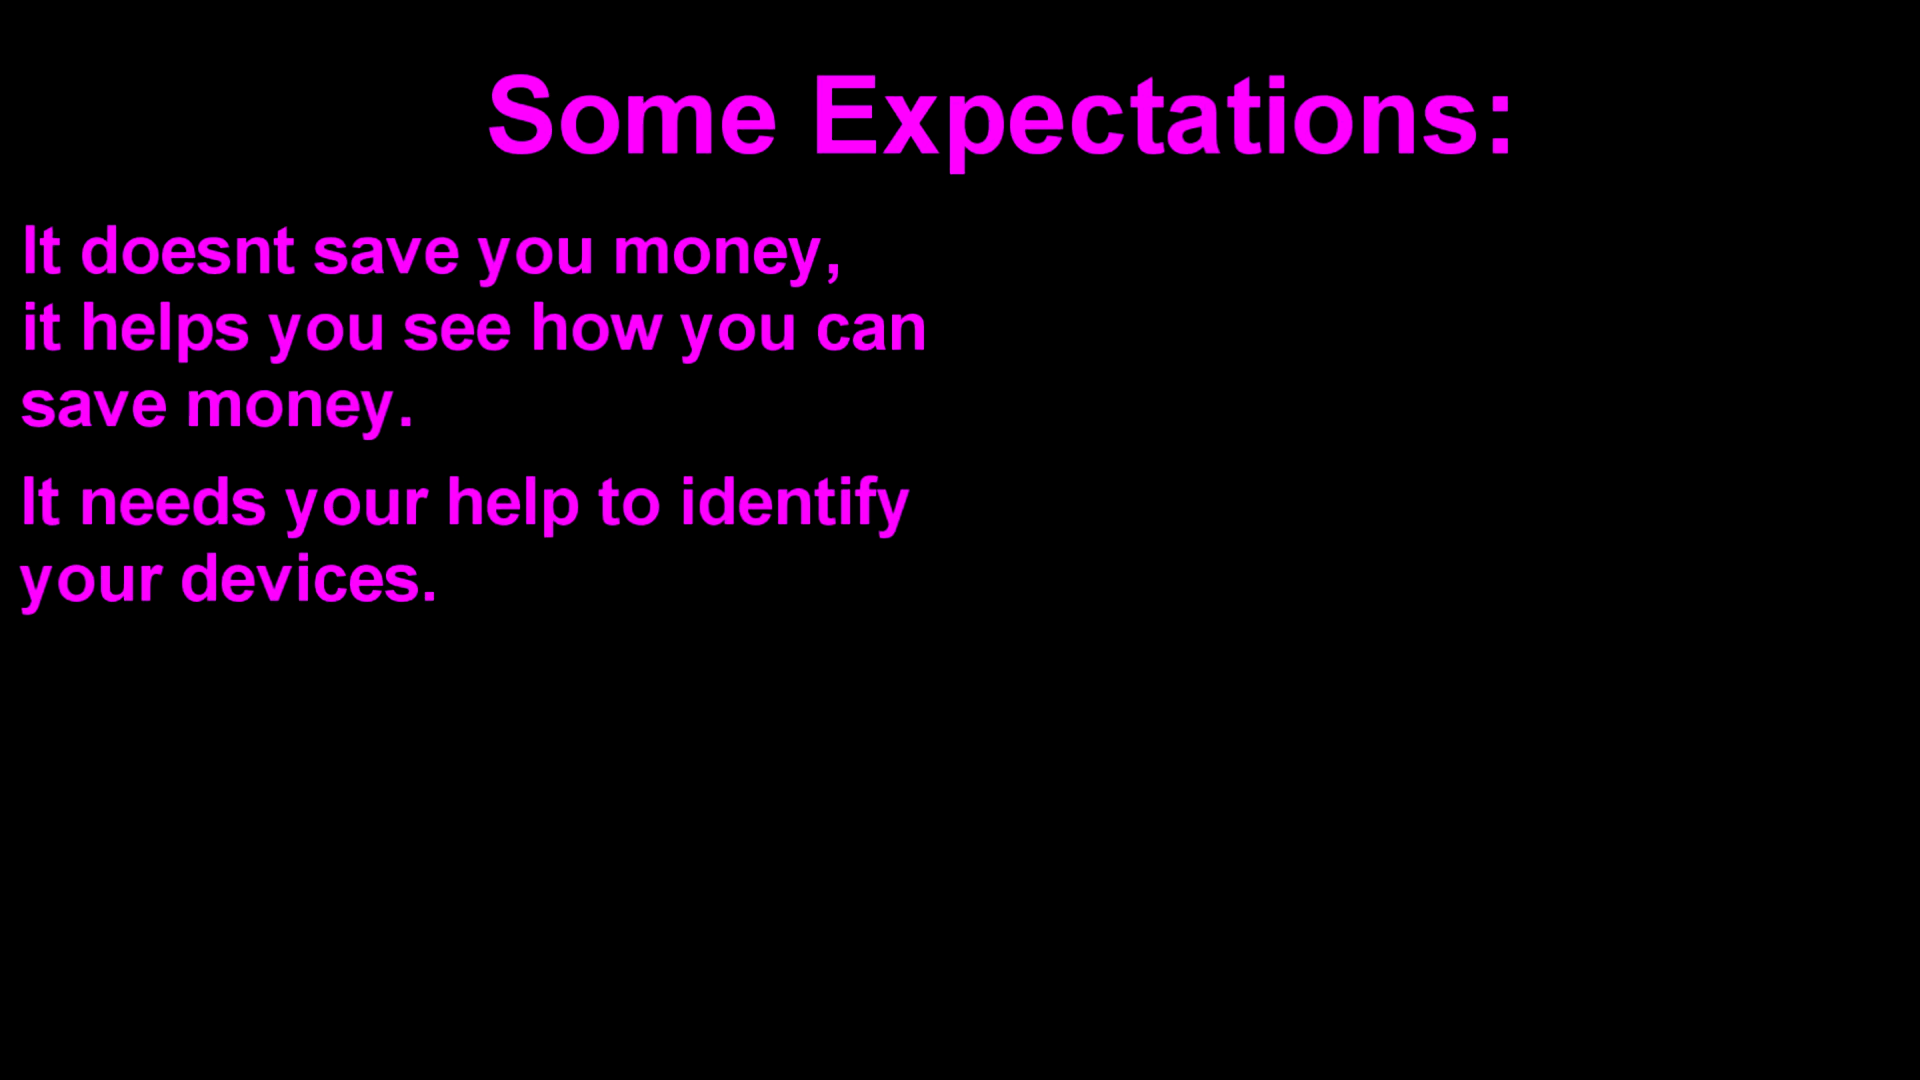 Some Expectations:
It doesnt save you money,
it helps you see how you can
save money.
It needs your help to identify
your devices.